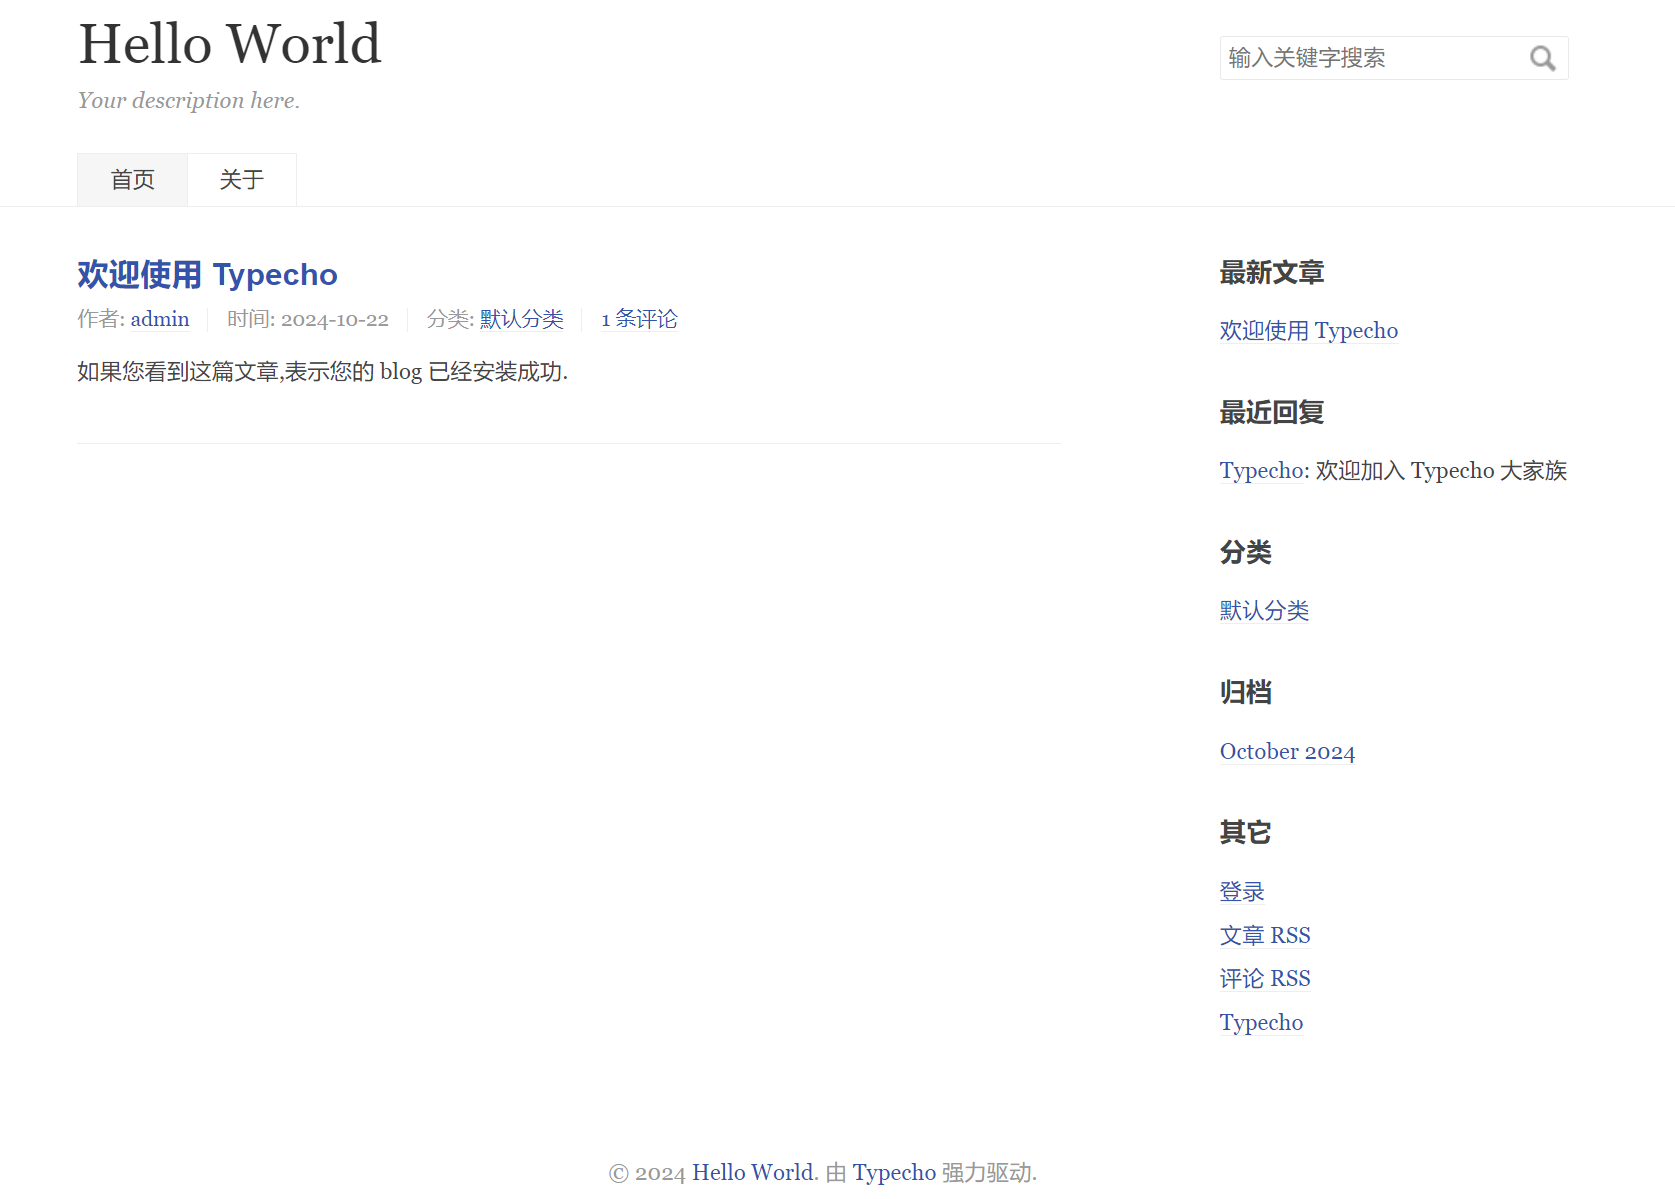 Hello World
Your description here.
输入关键字搜索
首页 关于
欢迎使用 Typecho
作者: admin 时间: 2024-10-22 分类: 默认分类 1 条评论
如果您看到这篇文章,表示您的 blog 已经安装成功.
最新文章
欢迎使用 Typecho
最近回复
Typecho: 欢迎加入 Typecho 大家族
分类
默认分类
归档
October 2024
其它
登录
文章 RSS
评论 RSS
Typecho
© 2024 Hello World. 由 Typecho 强力驱动.